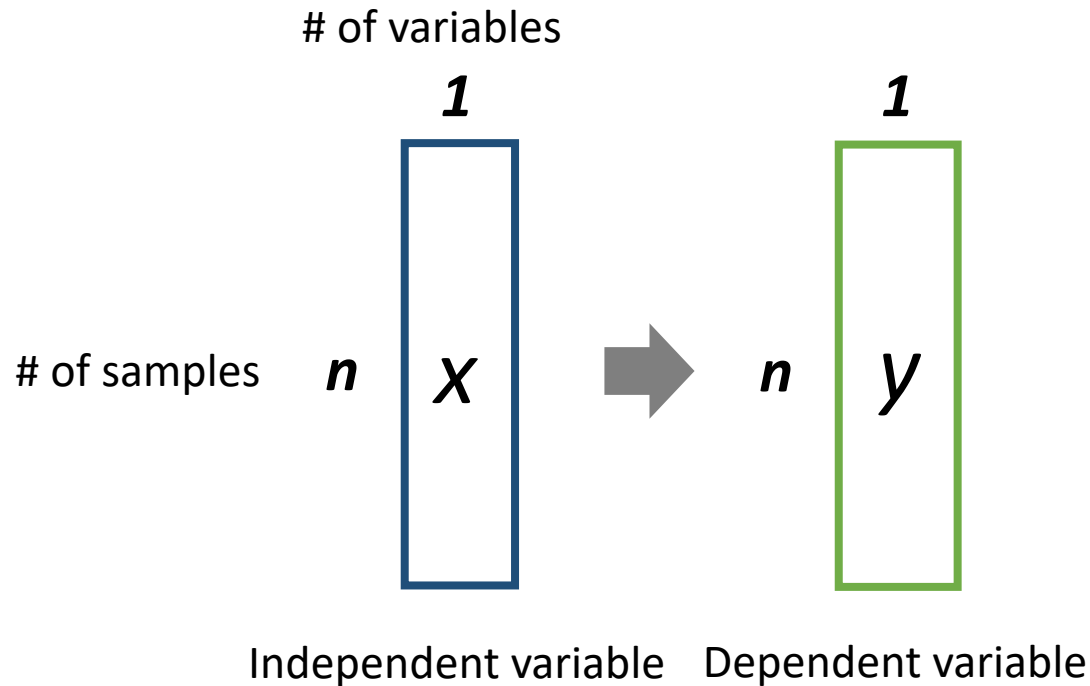 # of variables
1 1
# of samples n x n y
Independent variable Dependent variable